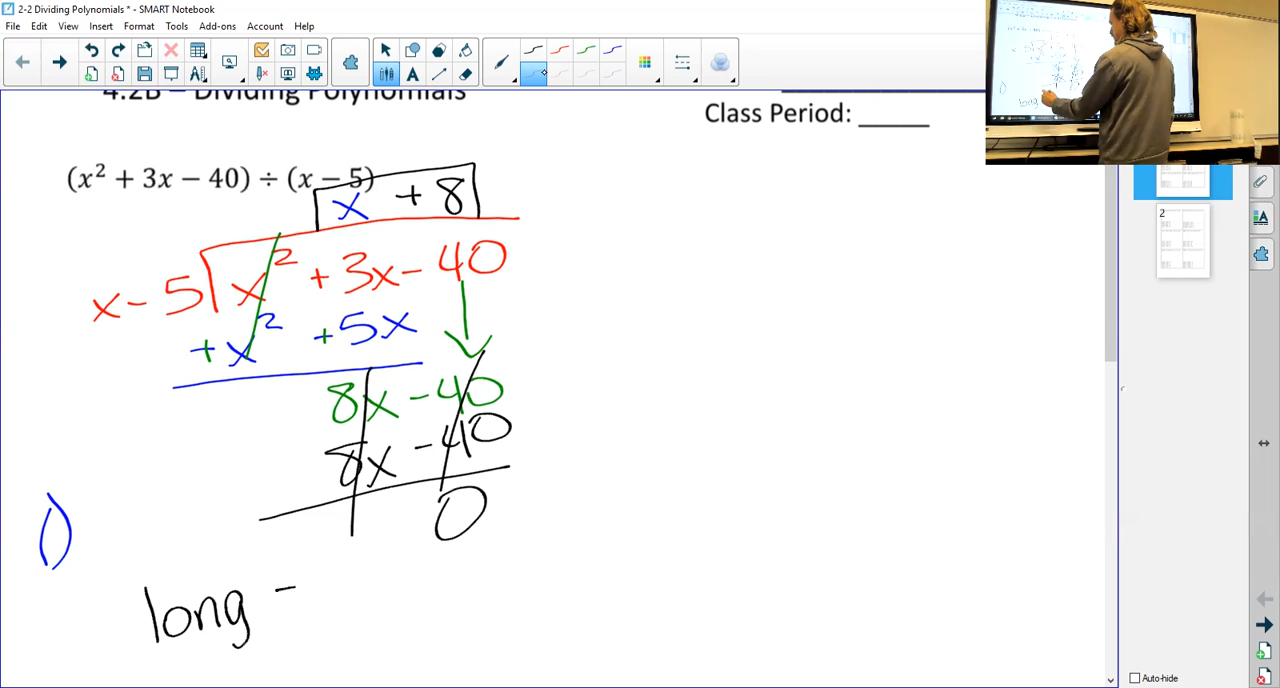 2-2 Dividing Polynomials * - SMART Notebook
File Edit View Insert Format Tools Add-ons Account Help
4.2B – Dividing Polynomials
Class Period: _____
(x² + 3x − 40) ÷ (x − 5)
x + 8
x - 5 x² + 3x - 40
+ x² + 5x
8x - 40
8x - 40
0
long -
2
Auto-hide